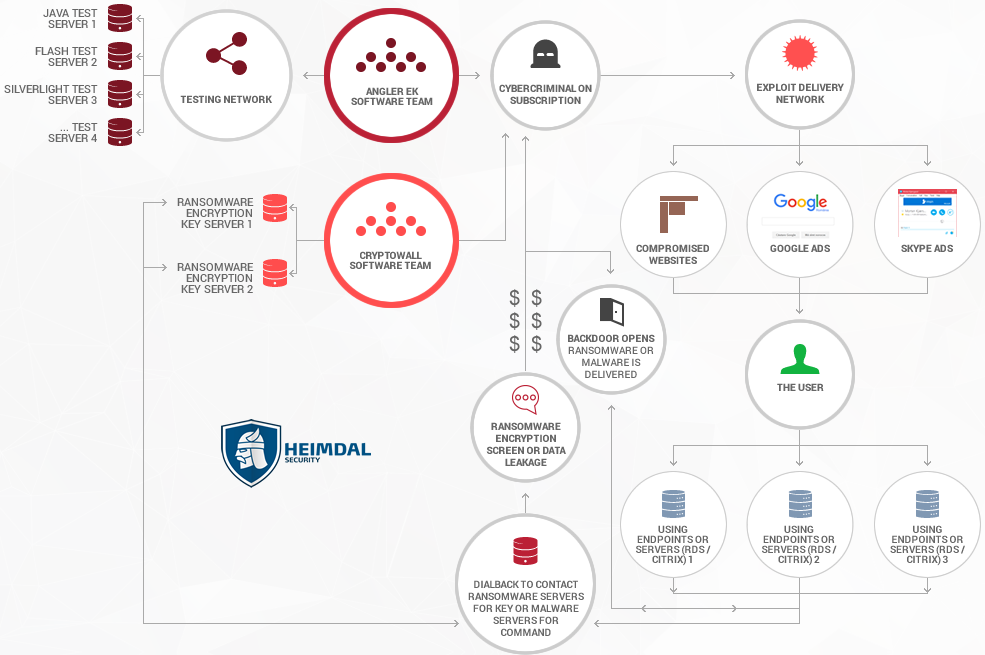 JAVA TEST
SERVER 1
FLASH TEST
SERVER 2
SILVERLIGHT TEST
SERVER 3
... TEST
SERVER 4
TESTING NETWORK
ANGLER EK
SOFTWARE TEAM
CYBERCRIMINAL ON
SUBSCRIPTION
EXPLOIT DELIVERY
NETWORK
RANSOMWARE
ENCRYPTION
KEY SERVER 1
RANSOMWARE
ENCRYPTION
KEY SERVER 2
CRYPTOWALL
SOFTWARE TEAM
COMPROMISED
WEBSITES
Google
GOOGLE ADS
SKYPE ADS
$ $
$ $
$ $
BACKDOOR OPENS
RANSOMWARE OR
MALWARE IS
DELIVERED
THE USER
RANSOMWARE
ENCRYPTION
SCREEN OR DATA
LEAKAGE
HEIMDAL
SECURITY
USING
ENDPOINTS OR
SERVERS (RDS /
CITRIX) 1
USING
ENDPOINTS OR
SERVERS (RDS /
CITRIX) 2
USING
ENDPOINTS OR
SERVERS (RDS /
CITRIX) 3
DIALBACK TO CONTACT
RANSOMWARE SERVERS
FOR KEY OR MALWARE
SERVERS FOR
COMMAND